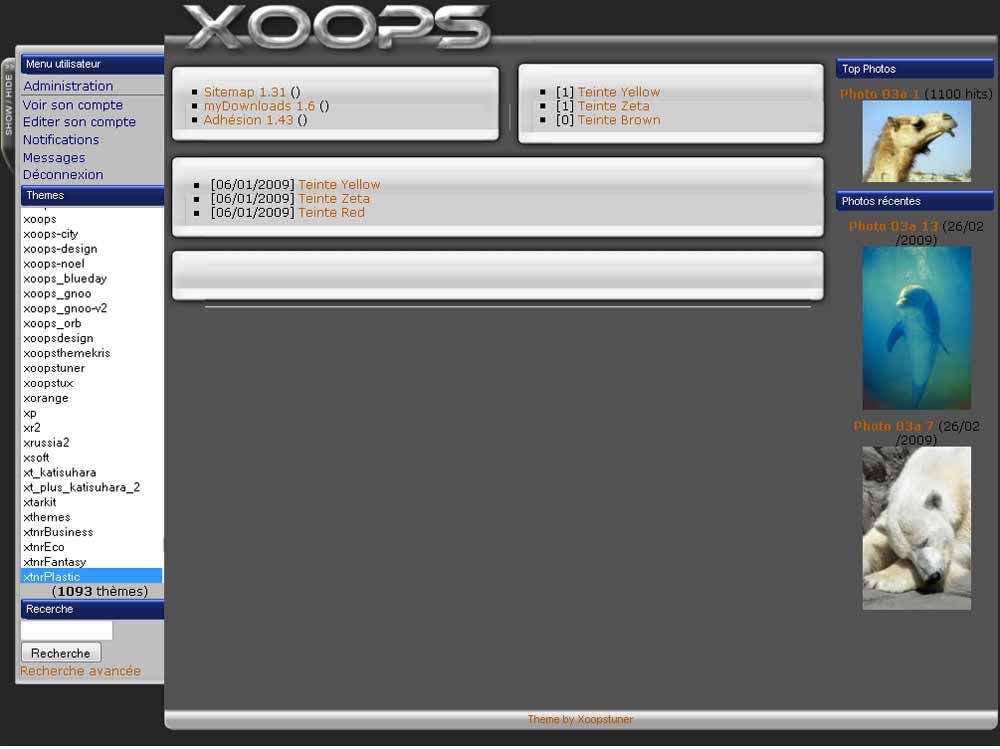 XOOPS
SHOW / HIDE
Menu utilisateur
Administration
Voir son compte
Editer son compte
Notifications
Messages
Déconnexion
Themes
xoops
xoops-city
xoops-design
xoops-noel
xoops_blueday
xoops_gnoo
xoops_gnoo-v2
xoops_orb
xoopsdesign
xoopsthemekris
xoopstuner
xoopstux
xorange
xp
xr2
xrussia2
xsoft
xt_katisuhara
xt_plus_katisuhara_2
xtarkit
xthemes
xtnrBusiness
xtnrEco
xtnrFantasy
xtnrPlastic
(1093 thèmes)
Recerche
Recherche
Recherche avancée
Sitemap 1.31 ()
myDownloads 1.6 ()
Adhésion 1.43 ()
[1] Teinte Yellow
[1] Teinte Zeta
[0] Teinte Brown
[06/01/2009] Teinte Yellow
[06/01/2009] Teinte Zeta
[06/01/2009] Teinte Red
Top Photos
Photo 03a 1 (1100 hits)
Photos récentes
Photo 03a 13 (26/02
/2009)
Photo 03a 7 (26/02
/2009)
Theme by Xoopstuner